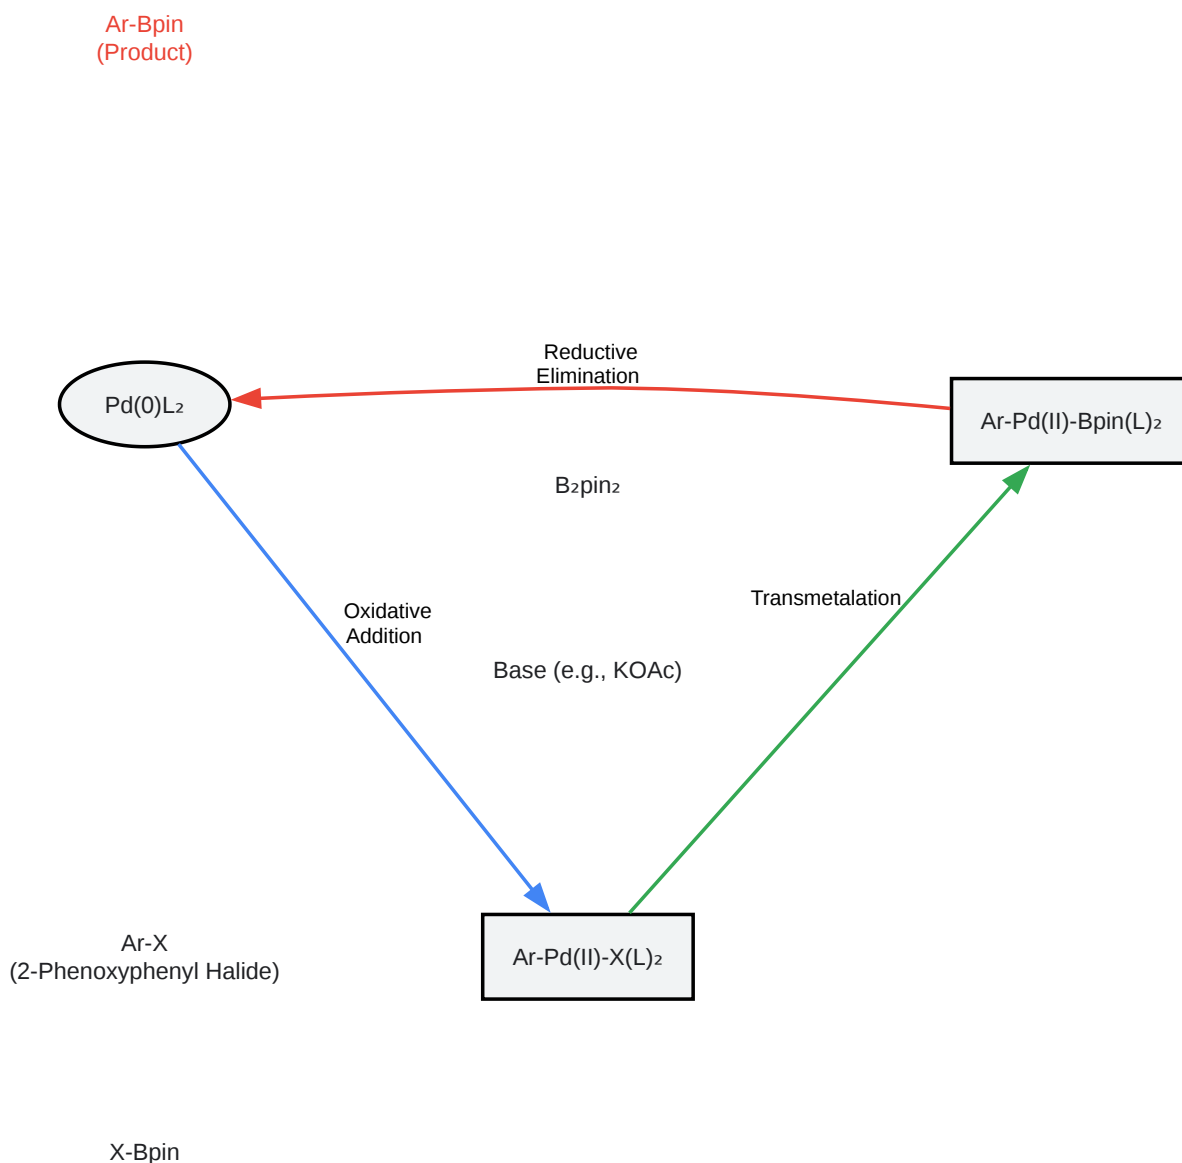 Ar-Bpin
(Product)
Reductive
Elimination
Pd(0)L₂
Ar-Pd(II)-Bpin(L)₂
B₂pin₂
Oxidative
Addition
Transmetalation
Base (e.g., KOAc)
Ar-X
(2-Phenoxyphenyl Halide)
Ar-Pd(II)-X(L)₂
X-Bpin